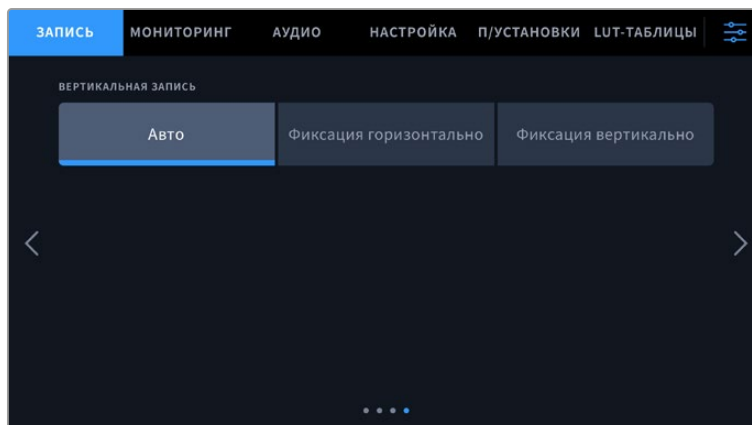 ЗАПИСЬ МОНИТОРИНГ АУДИО НАСТРОЙКА П/УСТАНОВКИ LUT-ТАБЛИЦЫ
ВЕРТИКАЛЬНАЯ ЗАПИСЬ
Авто Фиксация горизонтально Фиксация вертикально